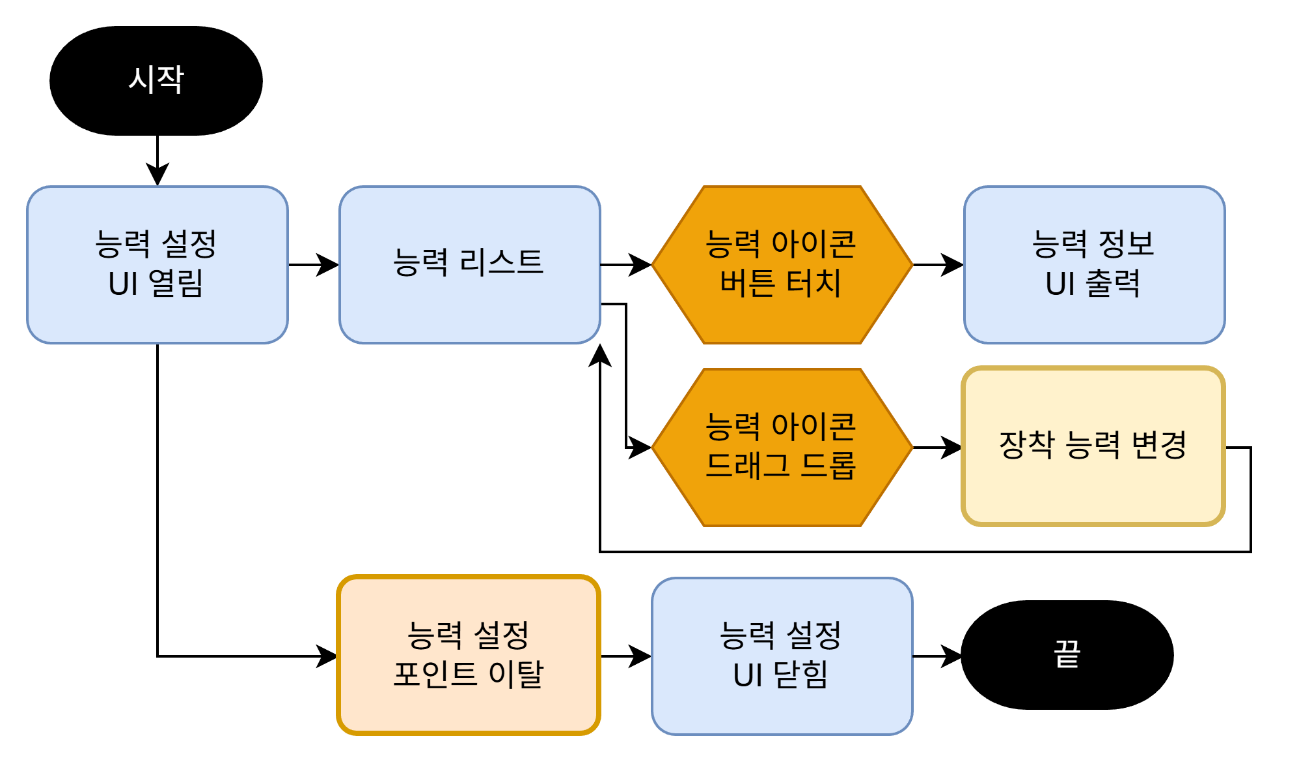 시작
능력 설정
UI 열림
능력 리스트
능력 아이콘
버튼 터치
능력 정보
UI 출력
능력 아이콘
드래그 드롭
장착 능력 변경
능력 설정
포인트 이탈
능력 설정
UI 닫힘
끝